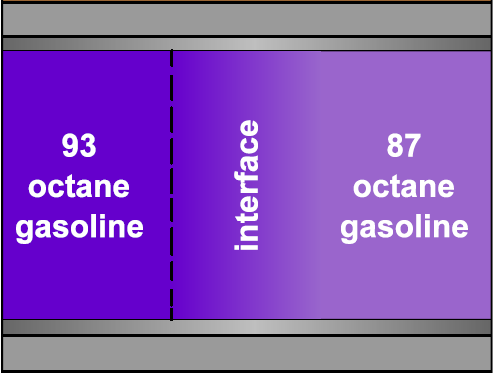 93
octane
gasoline
interface
87
octane
gasoline